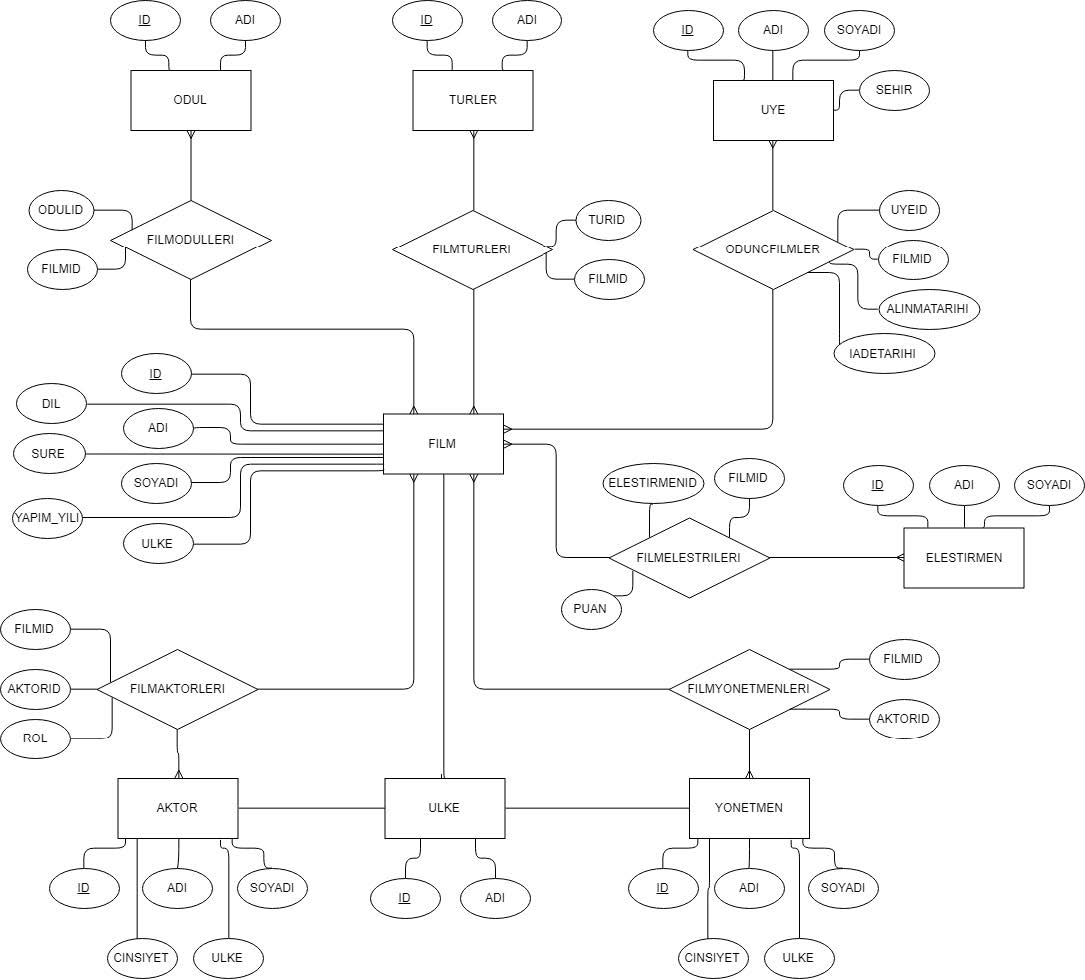 ID
ADI
ODUL
ODULID
FILMID
FILMODULLERI
ID
ADI
TURLER
FILMTURLERI
TURID
FILMID
ID
ADI
SOYADI
SEHIR
UYE
ODUNCFILMLER
UYEID
FILMID
ALINMATARIHI
IADETARIHI
ID
DIL
ADI
SURE
SOYADI
YAPIM_YILI
ULKE
FILM
ELESTIRMENID
FILMID
FILMELESTRILERI
PUAN
ID
ADI
SOYADI
ELESTIRMEN
FILMID
AKTORID
ROL
FILMAKTORLERI
FILMYONETMENLERI
FILMID
AKTORID
AKTOR
ID
ADI
SOYADI
CINSIYET
ULKE
ULKE
ID
ADI
YONETMEN
ID
ADI
SOYADI
CINSIYET
ULKE